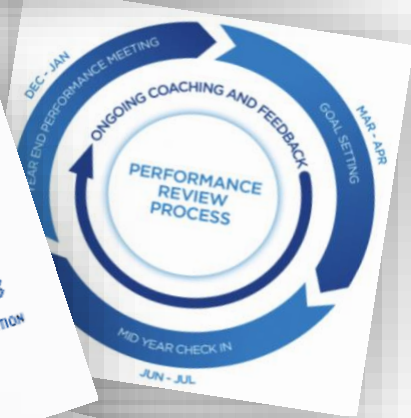 DEC - JAN
YEAR END PERFORMANCE MEETING
ONGOING COACHING AND FEEDBACK
GOAL SETTING
MAR - APR
PERFORMANCE
REVIEW
PROCESS
MID YEAR CHECK IN
JUN - JUL